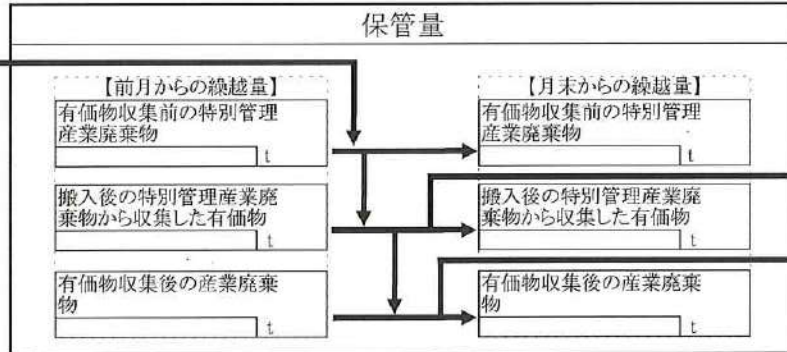 保管量
【前月からの繰越量】
有価物収集前の特別管理
産業廃棄物
t
搬入後の特別管理産業廃
棄物から収集した有価物
t
有価物収集後の産業廃棄
物
t
【月末からの繰越量】
有価物収集前の特別管理
産業廃棄物
t
搬入後の特別管理産業廃
棄物から収集した有価物
t
有価物収集後の産業廃棄
物
t